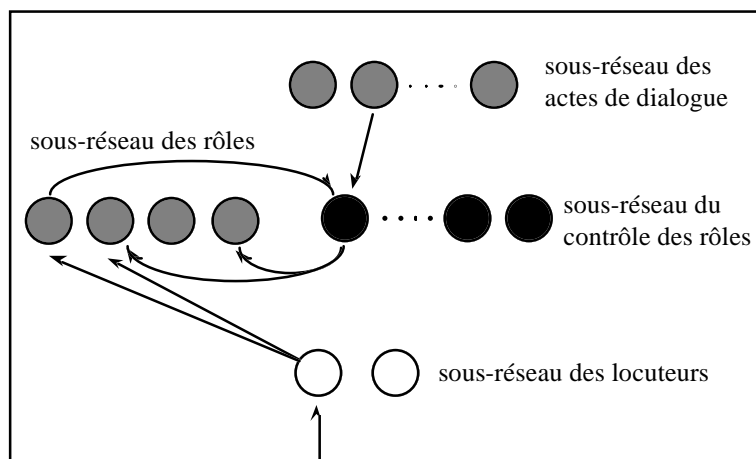 sous-réseau des
actes de dialogue
sous-réseau des rôles
sous-réseau du
contrôle des rôles
sous-réseau des locuteurs